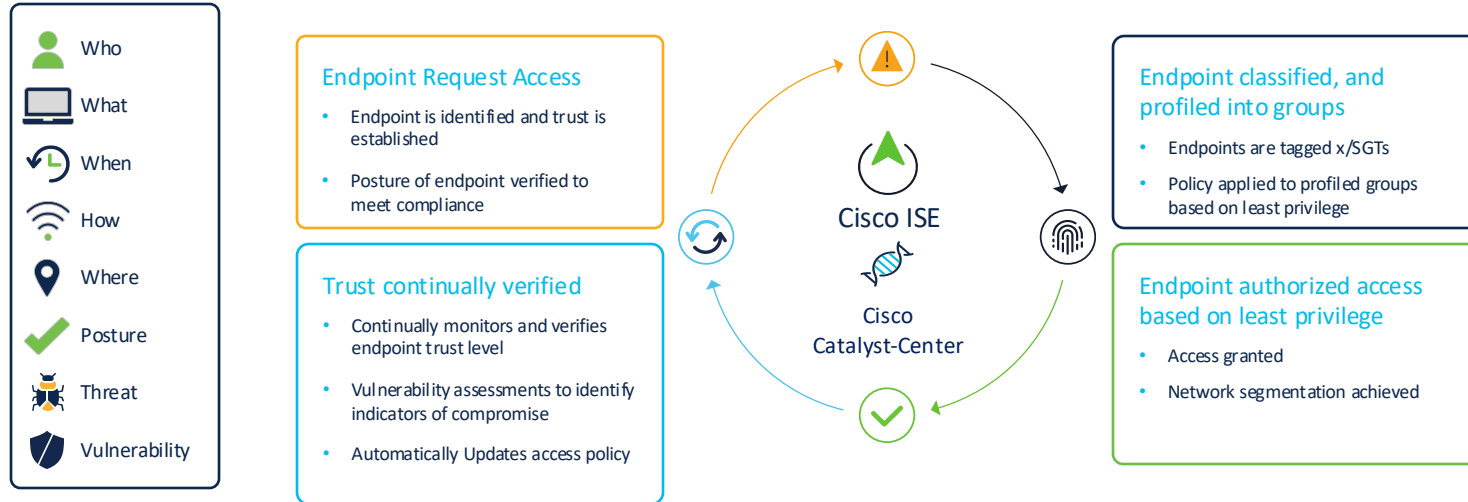 Who
What
When
How
Where
Posture
Threat
Vulnerability
Endpoint Request Access
• Endpoint is identified and trust is
established
• Posture of endpoint verified to
meet compliance
Trust continually verified
• Continually monitors and verifies
endpoint trust level
• Vulnerability assessments to identify
indicators of compromise
• Automatically Updates access policy
Cisco ISE
Cisco
Catalyst-Center
Endpoint classified, and
profiled into groups
• Endpoints are tagged x/SGTs
• Policy applied to profiled groups
based on least privilege
Endpoint authorized access
based on least privilege
• Access granted
• Network segmentation achieved